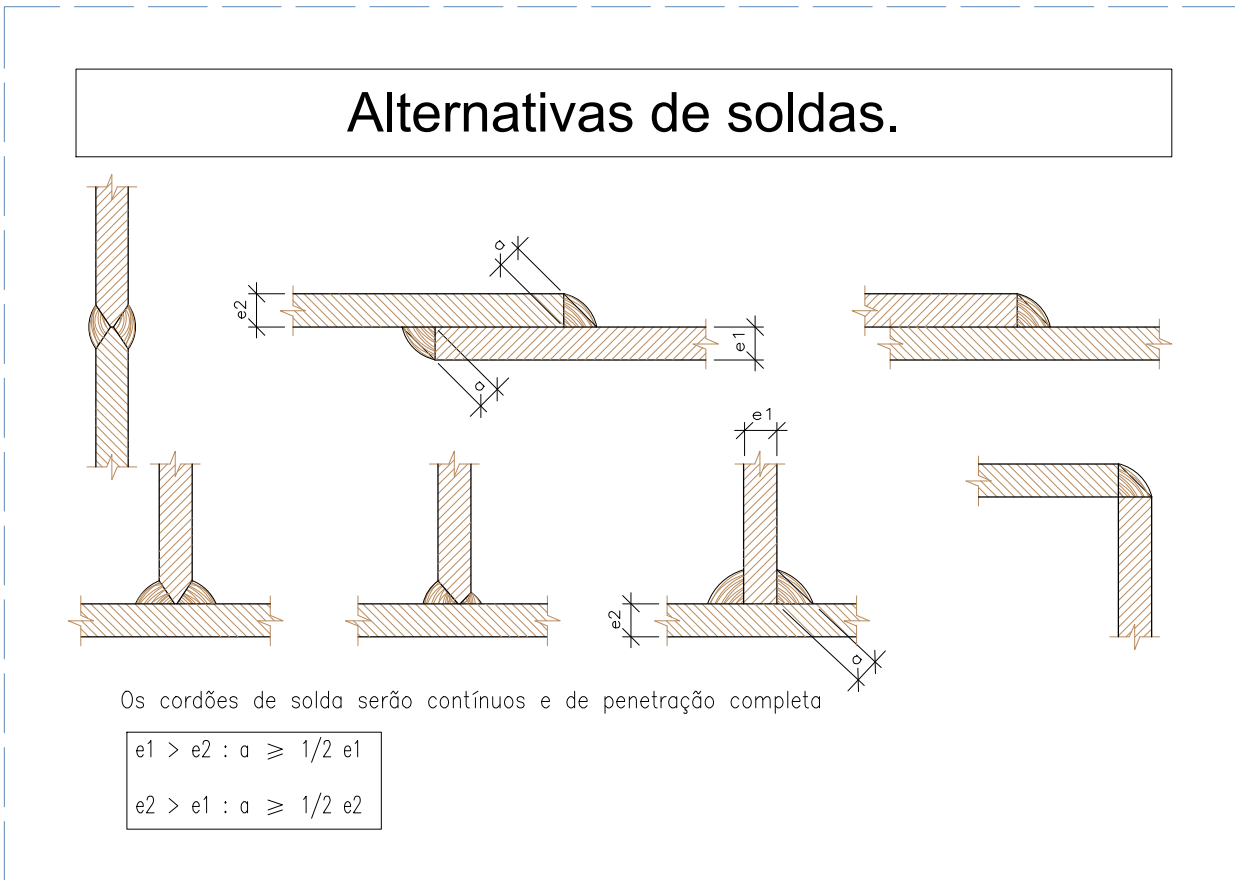 Alternativas de soldas.
a
e2
e1
a
e1
e2
a
Os cordões de solda serão contínuos e de penetração completa
e1 > e2 : a ⩾ 1/2 e1
e2 > e1 : a ⩾ 1/2 e2